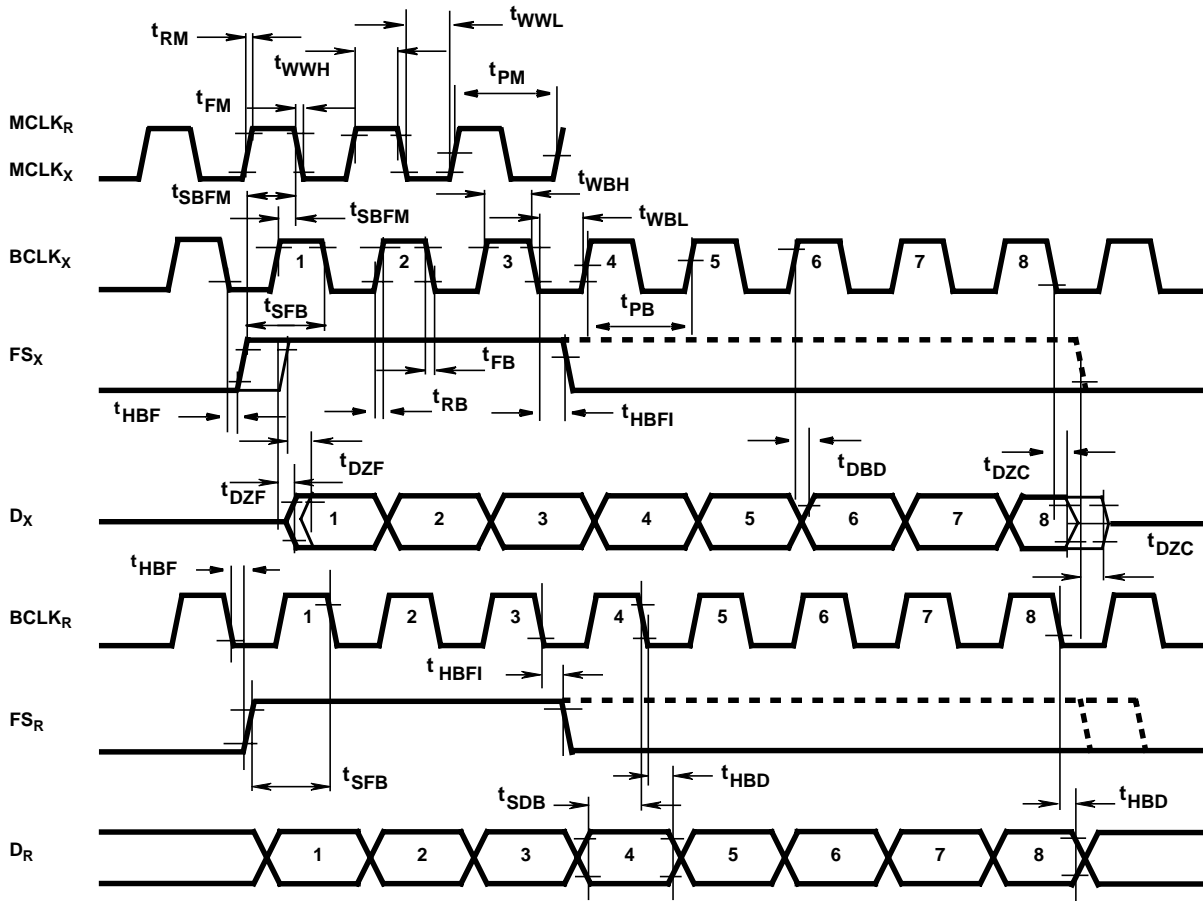 tWWL
tRM
tWWH
tPM
tFM
MCLKR
MCLKX
tSBFM
tWBH
tSBFM
tWBL
BCLKX
1 2 3 4 5 6 7 8
tSFB
tPB
FSX
tFB
tRB
tHBF
tHBFI
tDZF
tDBD
tDZC
tDZF
DX
1 2 3 4 5 6 7 8
tDZC
tHBF
BCLKR
1 2 3 4 5 6 7 8
tHBFI
FSR
tSFB
tHBD
tSDB
tHBD
DR
1 2 3 4 5 6 7 8